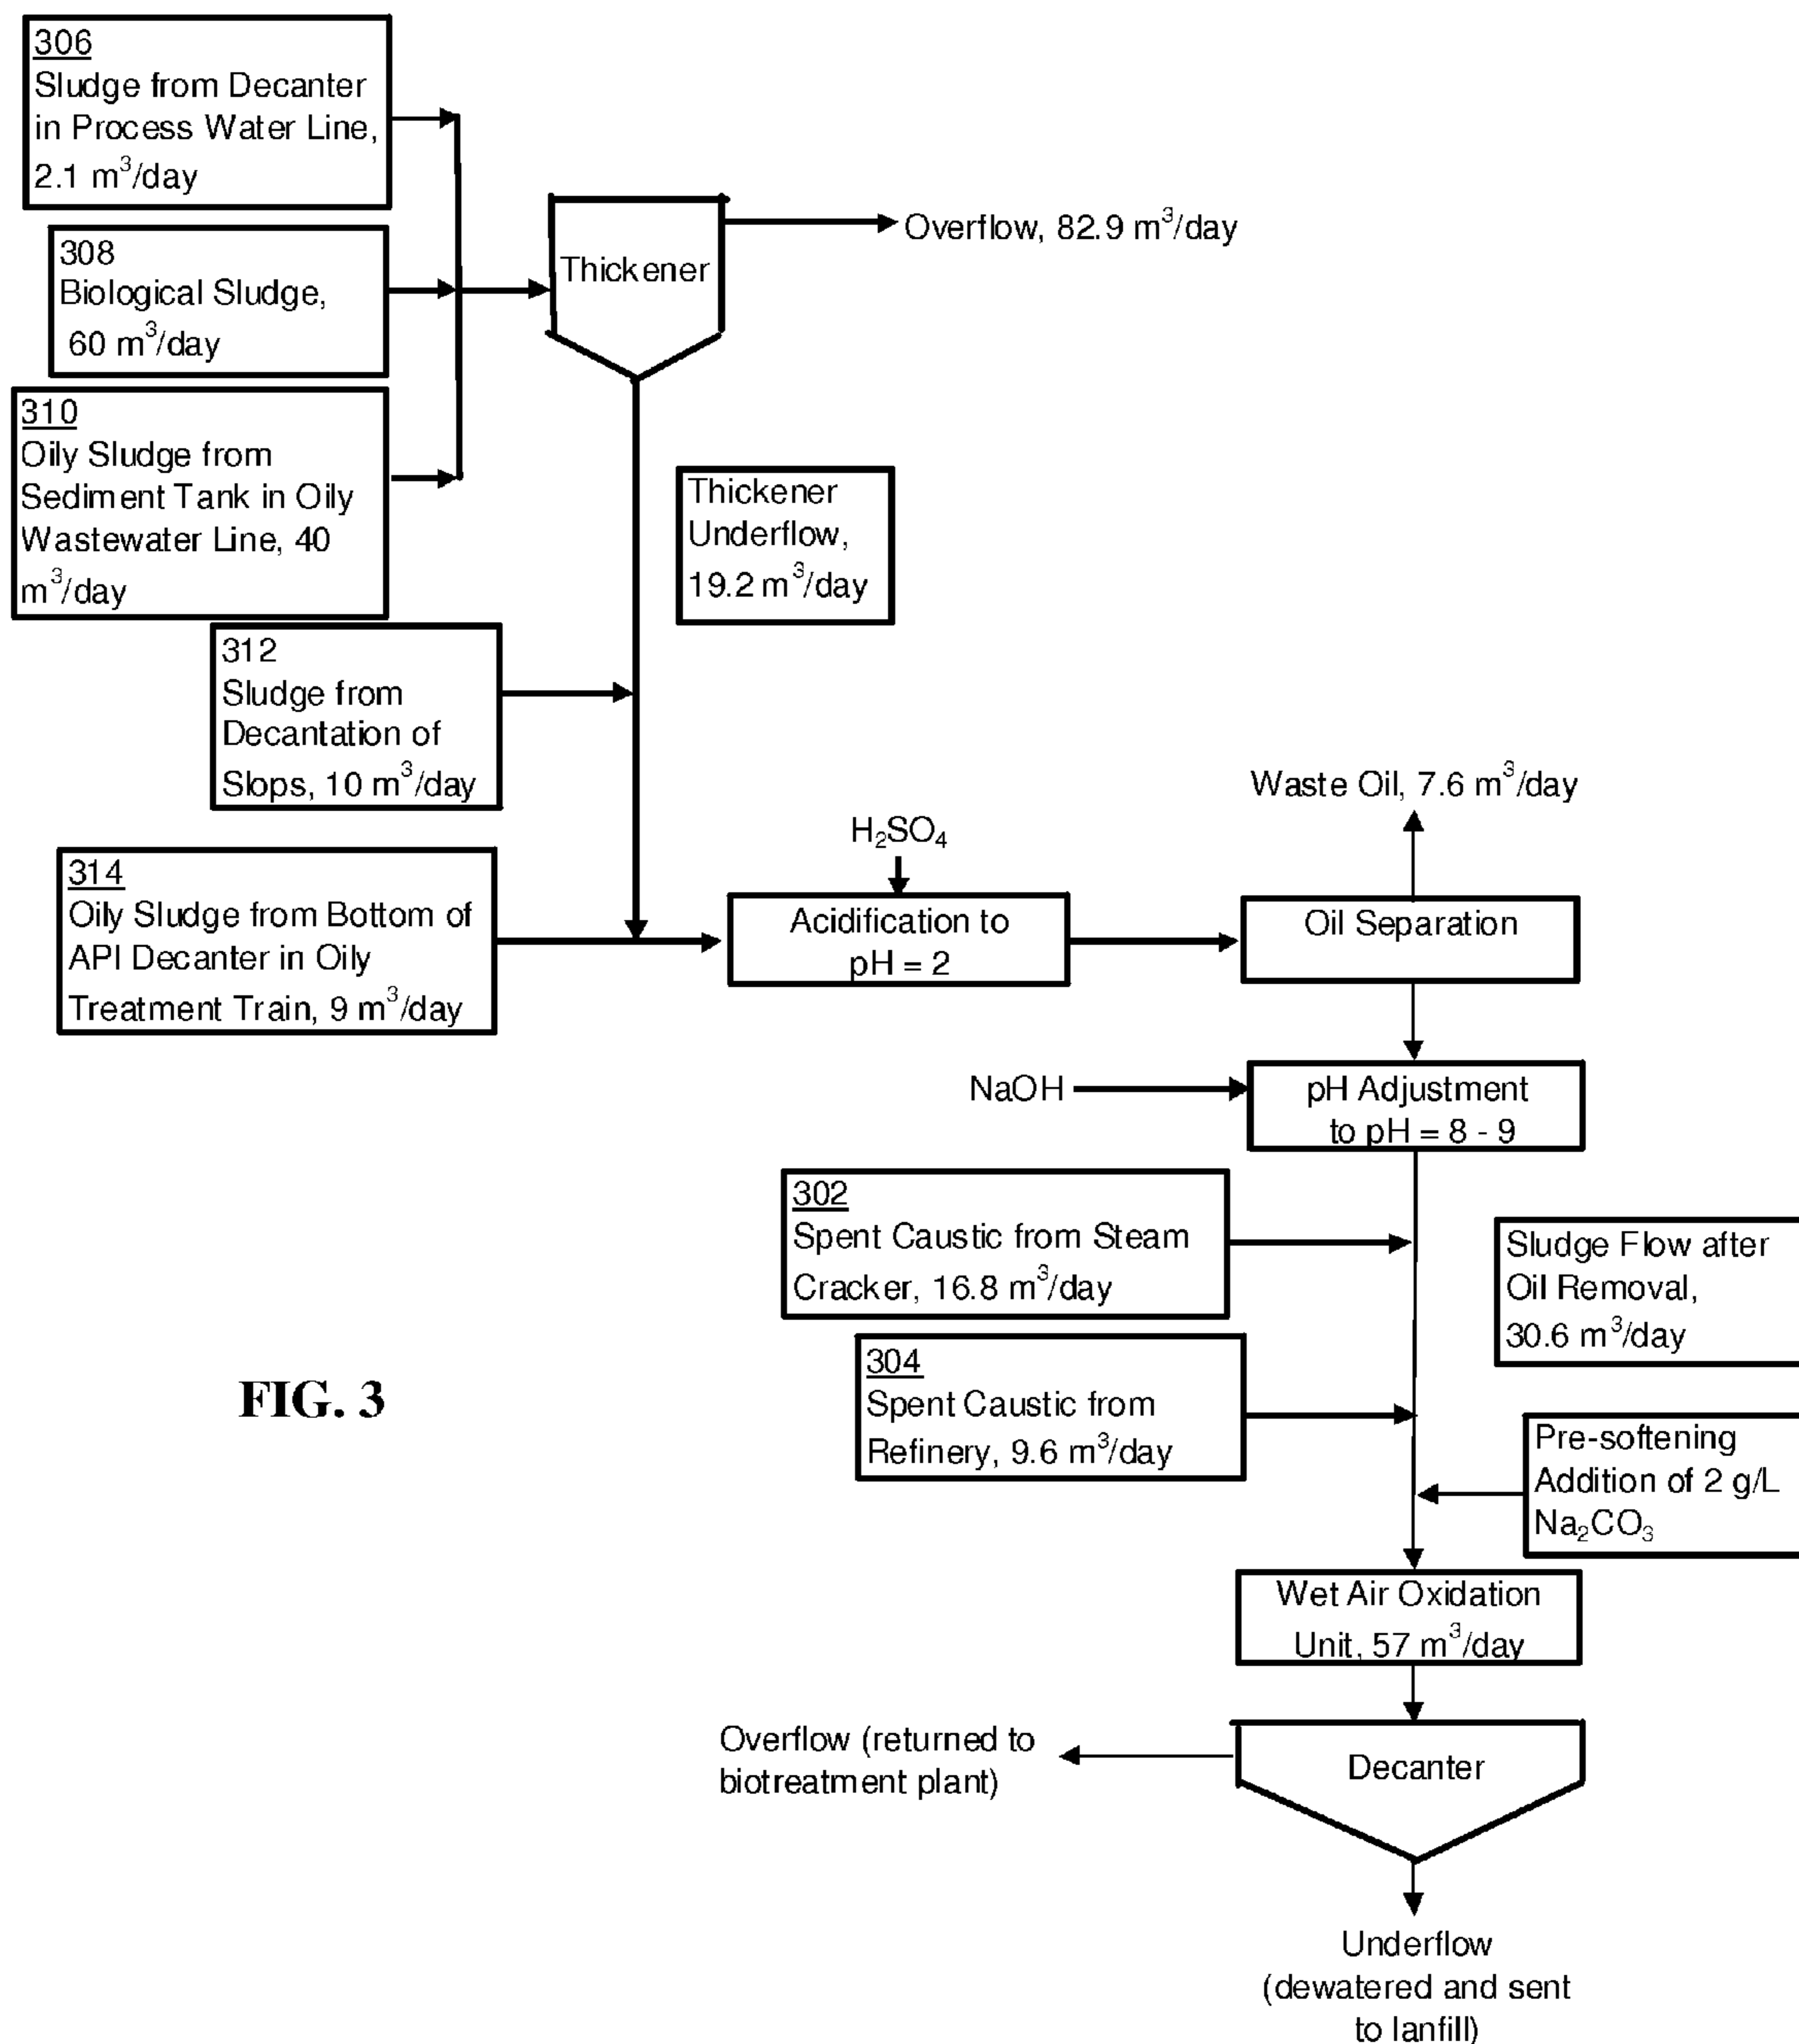 306
Sludge from Decanter
in Process Water Line,
2.1 m³/day
308
Biological Sludge,
60 m³/day
310
Oily Sludge from
Sediment Tank in Oily
Wastewater Line, 40
m³/day
Thickener
Overflow, 82.9 m³/day
Thickener
Underflow,
19.2 m³/day
312
Sludge from
Decantation of
Slops, 10 m³/day
314
Oily Sludge from Bottom of
API Decanter in Oily
Treatment Train, 9 m³/day
H₂SO₄
Acidification to
pH = 2
Waste Oil, 7.6 m³/day
Oil Separation
NaOH
pH Adjustment
to pH = 8 - 9
302
Spent Caustic from Steam
Cracker, 16.8 m³/day
Sludge Flow after
Oil Removal,
30.6 m³/day
304
Spent Caustic from
Refinery, 9.6 m³/day
FIG. 3
Pre-softening
Addition of 2 g/L
Na₂CO₃
Wet Air Oxidation
Unit, 57 m³/day
Overflow (returned to
biotreatment plant)
Decanter
Underflow
(dewatered and sent
to lanfill)